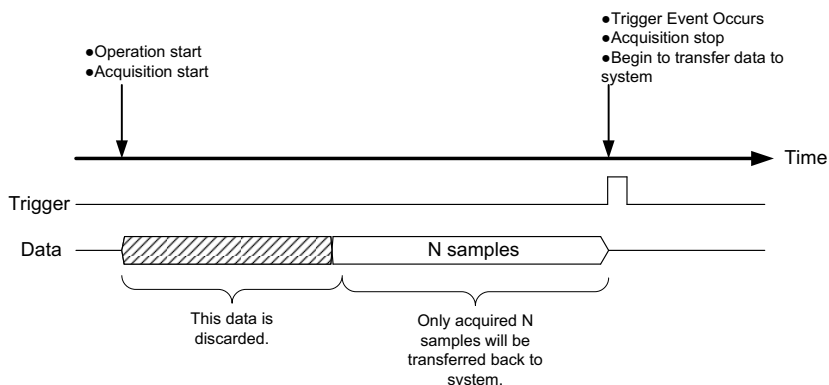 ●Operation start
●Acquisition start
●Trigger Event Occurs
●Acquisition stop
●Begin to transfer data to
system
Time
Trigger
Data
N samples
This data is
discarded.
Only acquired N
samples will be
transferred back to
system.